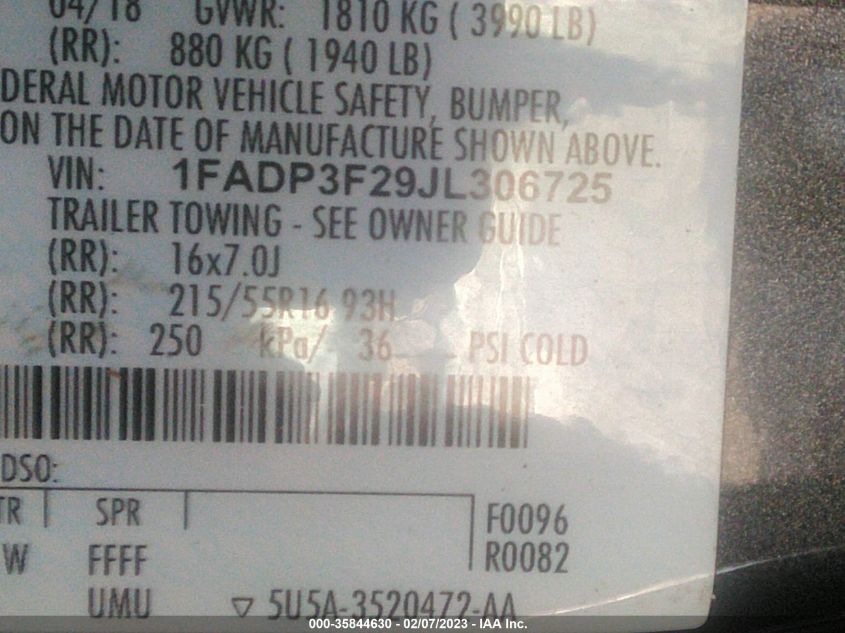 04/18 GVWR: 1810 KG ( 3990 LB)
(RR): 880 KG ( 1940 LB)
DERAL MOTOR VEHICLE SAFETY, BUMPER,
ON THE DATE OF MANUFACTURE SHOWN ABOVE.
VIN: 1FADP3F29JL306725
TRAILER TOWING - SEE OWNER GUIDE
(RR): 16x7.0J
(RR): 215/55R16 93H
(RR): 250 kPa/ 36 PSI COLD
DSO:
TR SPR F0096
W FFFF R0082
UMU ▽ 5U5A-3520472-AA
000-35844630 - 02/07/2023 - IAA Inc.